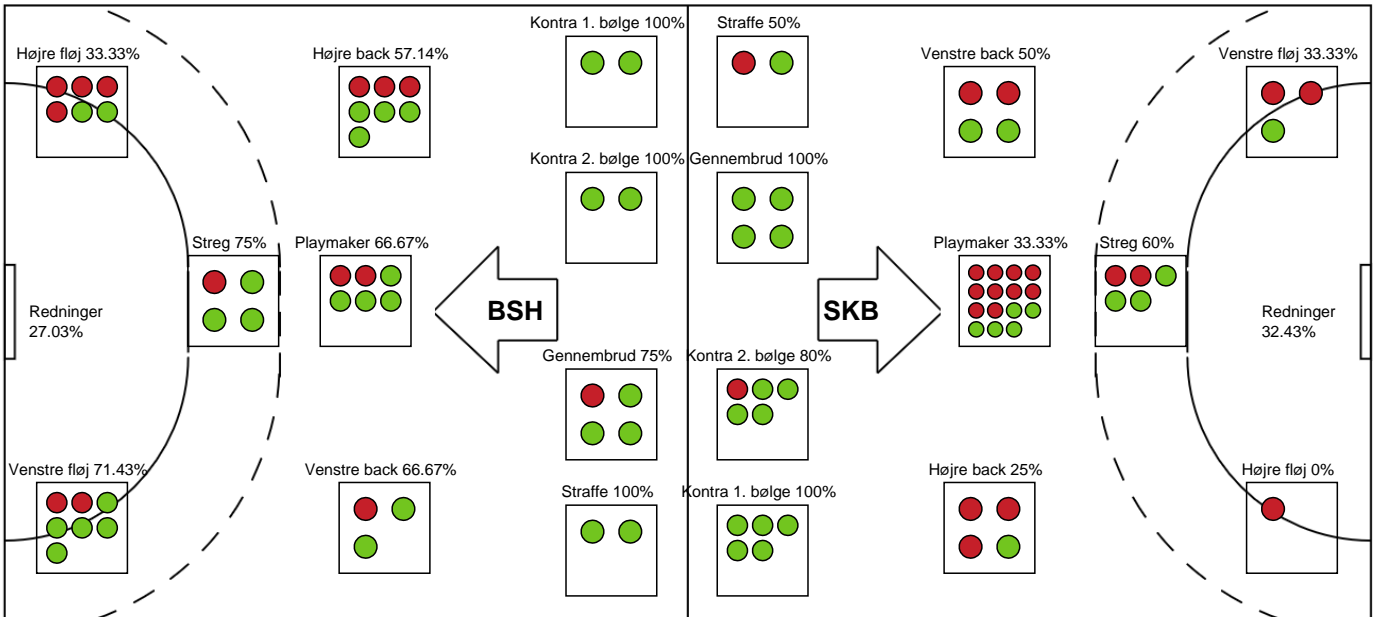 Kontra 1. bølge 100%
Straffe 50%
Højre fløj 33.33%
Højre back 57.14%
Venstre back 50%
Venstre fløj 33.33%
Kontra 2. bølge 100%
Gennembrud 100%
Streg 75%
Playmaker 66.67%
Playmaker 33.33%
Streg 60%
Redninger
27.03%
BSH
SKB
Redninger
32.43%
Gennembrud 75%
Kontra 2. bølge 80%
Venstre fløj 71.43%
Venstre back 66.67%
Højre back 25%
Højre fløj 0%
Straffe 100%
Kontra 1. bølge 100%